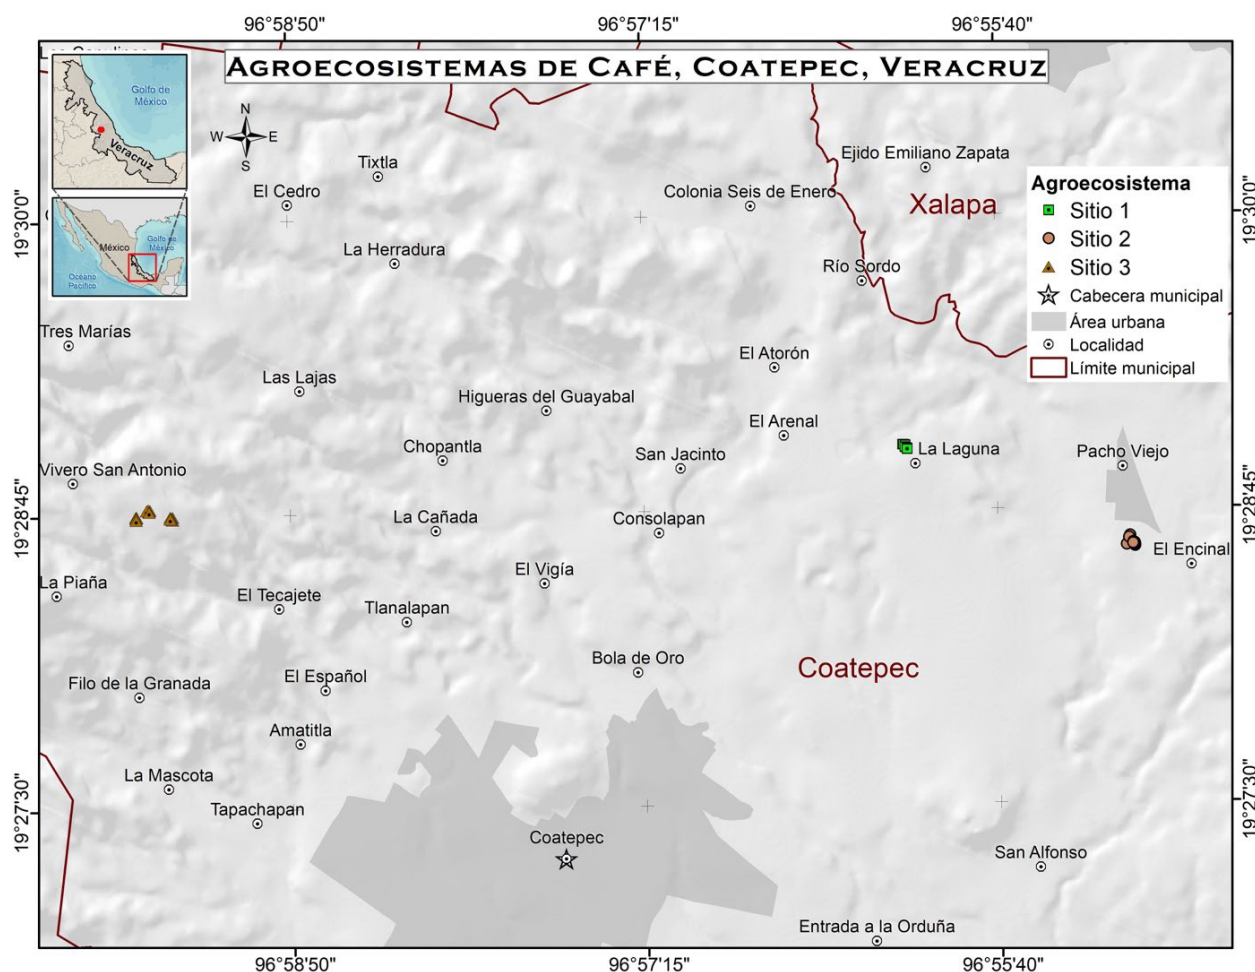 96°58'50"
96°57'15"
96°55'40"
AGROECOSISTEMAS DE CAFÉ, COATEPEC, VERACRUZ
Golfo de
México
Veracruz
México
Golfo de
México
Océano
Pacífico
N
W
E
S
19°30'0"
19°30'0"
Agroecosistema
Sitio 1
Sitio 2
Sitio 3
Cabecera municipal
Área urbana
Localidad
Límite municipal
Tixtla
El Cedro
La Herradura
Colonia Seis de Enero
Ejido Emiliano Zapata
Xalapa
Río Sordo
Tres Marías
Las Lajas
El Atorón
Higueras del Guayabal
El Arenal
Chopantla
San Jacinto
La Laguna
Pacho Viejo
Vivero San Antonio
19°28'45"
19°28'45"
La Cañada
Consolapan
El Encinal
La Piaña
El Tecajete
El Vigía
Tlanalapan
Bola de Oro
Coatepec
Filo de la Granada
El Español
Amatitla
La Mascota
Tapachapan
19°27'30"
19°27'30"
Coatepec
San Alfonso
Entrada a la Orduña
96°58'50"
96°57'15"
96°55'40"